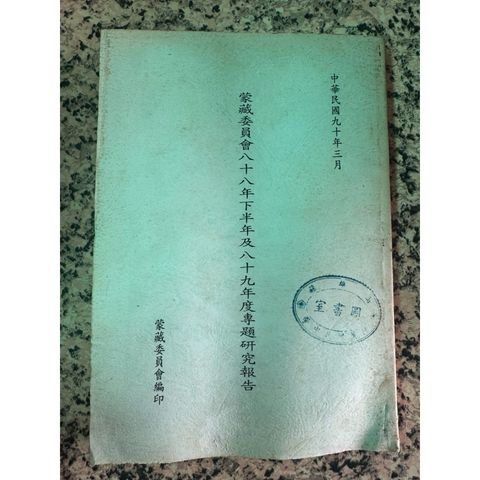 中華民國九十年三月
蒙藏委員會八十八年下半年及八十九年度專題研究報告
蒙藏委員會編印
圖書室